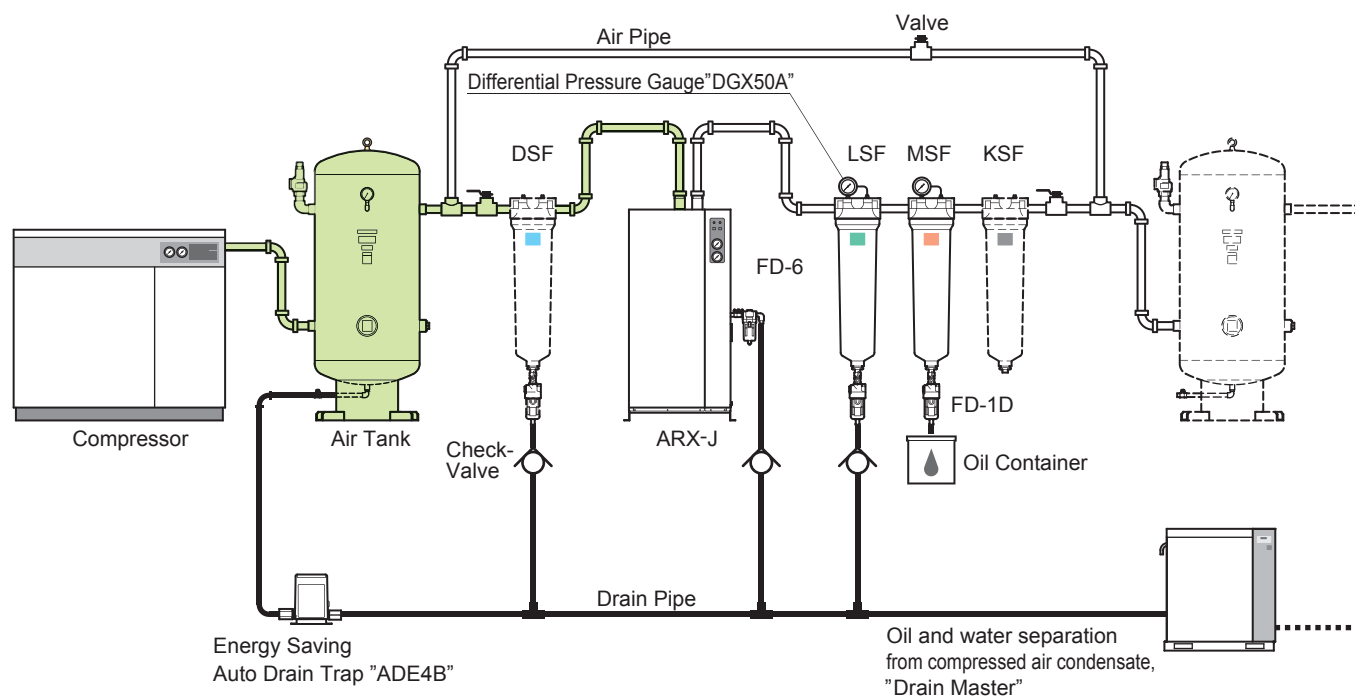 Valve
Air Pipe
Differential Pressure Gauge"DGX50A"
DSF
LSF
MSF
KSF
FD-6
FD-1D
Compressor
Air Tank
ARX-J
Check-
Valve
Oil Container
Drain Pipe
Energy Saving
Auto Drain Trap "ADE4B"
Oil and water separation
from compressed air condensate,
"Drain Master"